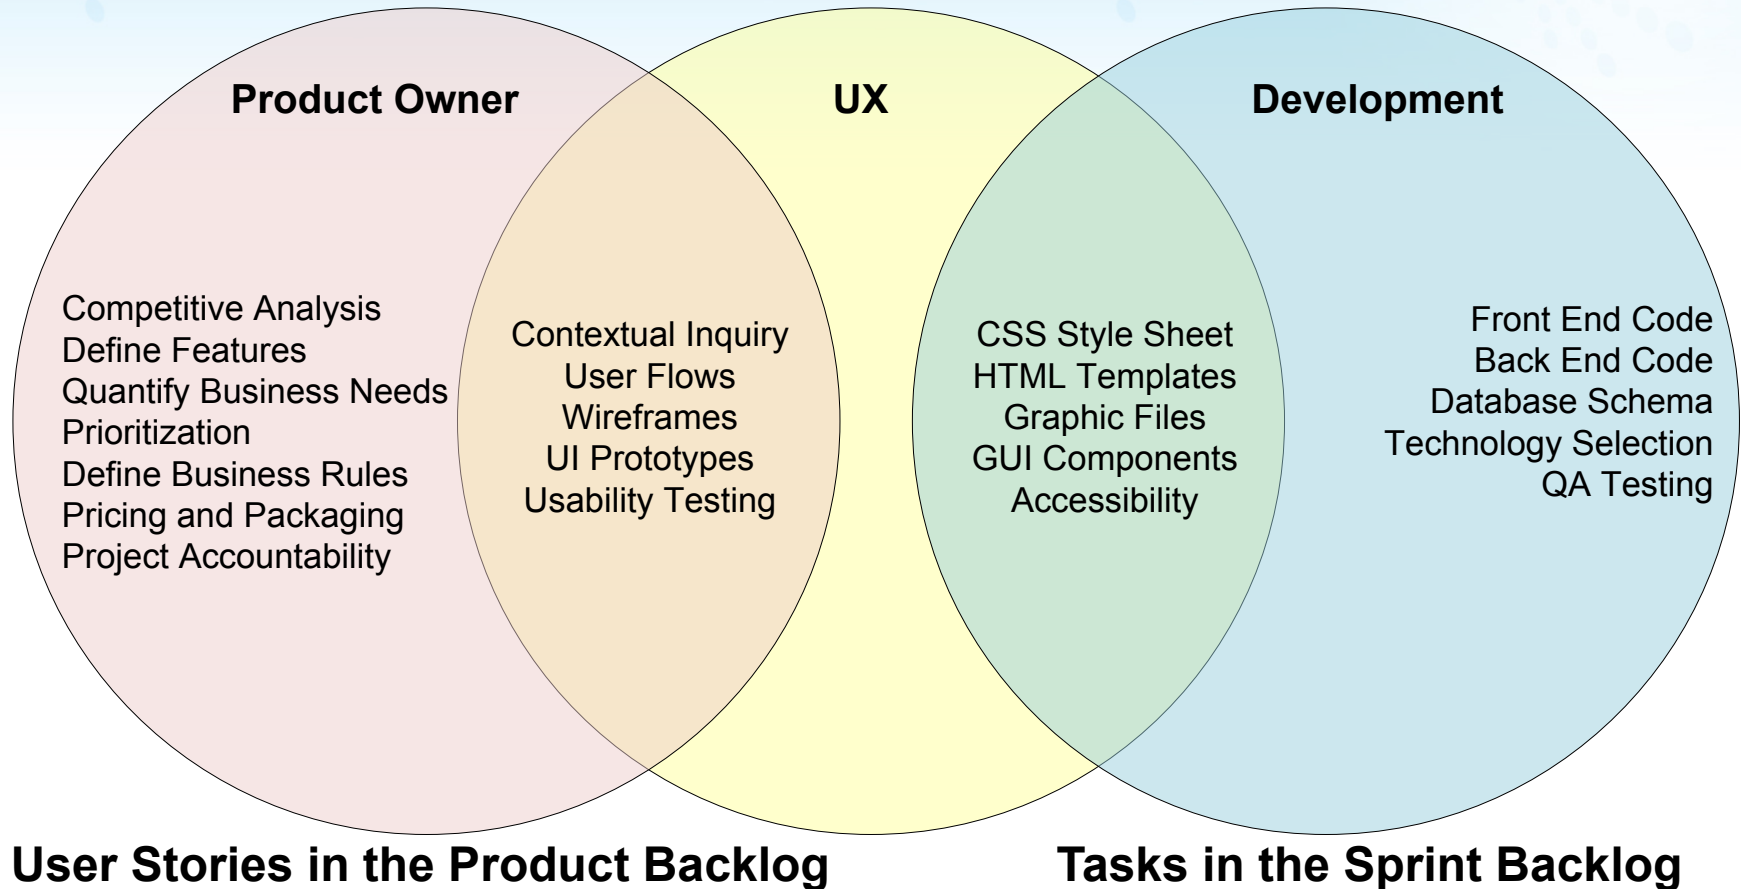 Product Owner
UX
Development
Competitive Analysis
Define Features
Quantify Business Needs
Prioritization
Define Business Rules
Pricing and Packaging
Project Accountability
Contextual Inquiry
User Flows
Wireframes
UI Prototypes
Usability Testing
CSS Style Sheet
HTML Templates
Graphic Files
GUI Components
Accessibility
Front End Code
Back End Code
Database Schema
Technology Selection
QA Testing
User Stories in the Product Backlog
Tasks in the Sprint Backlog